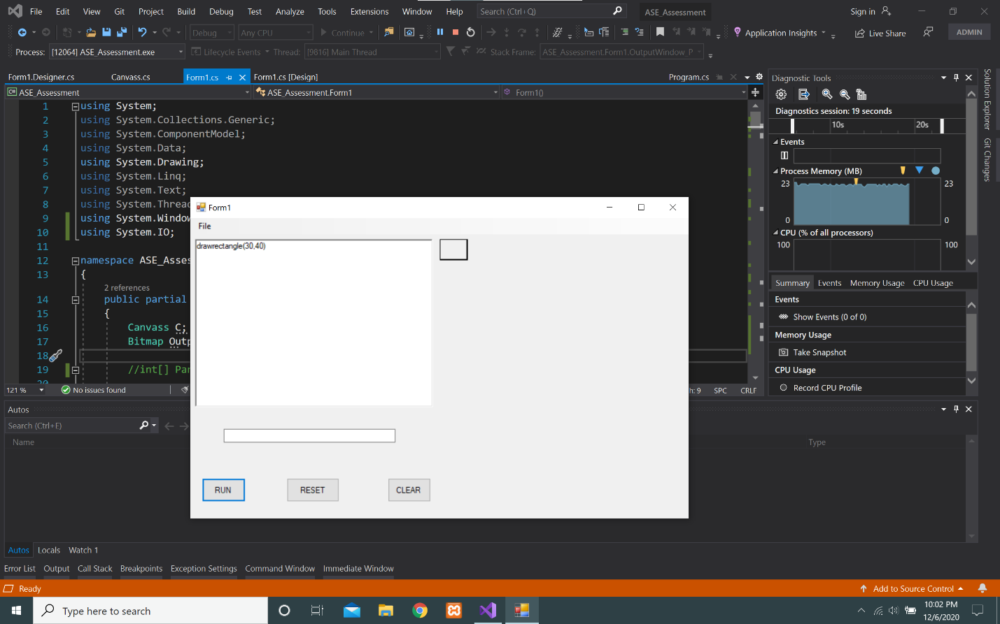 File Edit View Git Project Build Debug Test Analyze Tools Extensions Window Help Search (Ctrl+Q) ASE_Assessment Sign in
Debug Any CPU Continue Application Insights Live Share ADMIN
Process: [12064] ASE_Assessment.exe Lifecycle Events Thread: [9816] Main Thread Stack Frame: ASE_Assessment.Form1.OutputWindow_P
Form1.Designer.cs Canvass.cs Form1.cs Form1.cs [Design] Program.cs
ASE_Assessment ASE_Assessment.Form1 Form1()
1 using System;
2 using System.Collections.Generic;
3 using System.ComponentModel;
4 using System.Data;
5 using System.Drawing;
6 using System.Linq;
7 using System.Text;
8 using System.Threa
9 using System.Window
10 using System.IO;
11
12 namespace ASE_Asses
13 {
2 references
14 public partial
15 {
16 Canvass C;
17 Bitmap Outp
18
19 //int[] Par
20
121 % No issues found
h: 9 SPC CRLF
Form1
File
drawrectangle(30,40)
RUN RESET CLEAR
Diagnostic Tools
Diagnostics session: 19 seconds
10s 20s
Events
Process Memory (MB)
23 23
0 0
CPU (% of all processors)
100 100
Summary Events Memory Usage CPU Usage
Events
Show Events (0 of 0)
Memory Usage
Take Snapshot
CPU Usage
Record CPU Profile
Solution Explorer
Git Changes
Autos
Search (Ctrl+E)
Name Type
Autos Locals Watch 1
Error List Output Call Stack Breakpoints Exception Settings Command Window Immediate Window
Ready Add to Source Control
Type here to search
10:02 PM
12/6/2020